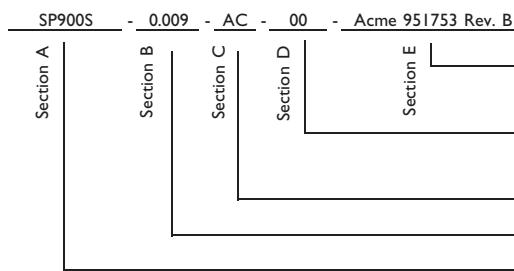 SP900S - 0.009 - AC - 00 - Acme 951753 Rev. B
Section A
Section B
Section C
Section D
Section E